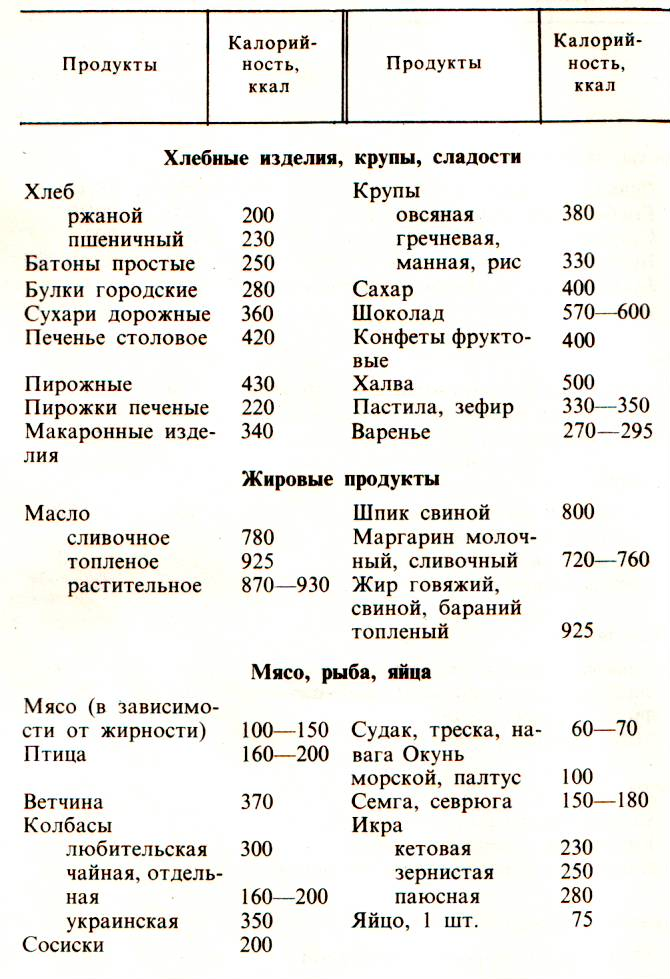 Продукты
Калорий-
ность,
ккал
Продукты
Калорий-
ность,
ккал
Хлебные изделия, крупы, сладости
Хлеб
ржаной 200
пшеничный 230
Батоны простые 250
Булки городские 280
Сухари дорожные 360
Печенье столовое 420
Пирожные 430
Пирожки печеные 220
Макаронные изде- 340
лия
Крупы
овсяная 380
гречневая,
манная, рис 330
Сахар 400
Шоколад 570—600
Конфеты фрукто- 400
вые
Халва 500
Пастила, зефир 330—350
Варенье 270—295
Жировые продукты
Масло
сливочное 780
топленое 925
растительное 870—930
Шпик свиной 800
Маргарин молоч-
ный, сливочный 720—760
Жир говяжий,
свиной, бараний
топленый 925
Мясо, рыба, яйца
Мясо (в зависимо-
сти от жирности) 100—150
Птица 160—200
Ветчина 370
Колбасы
любительская 300
чайная, отдель-
ная 160—200
украинская 350
Сосиски 200
Судак, треска, на- 60—70
вага Окунь
морской, палтус 100
Семга, севрюга 150—180
Икра
кетовая 230
зернистая 250
паюсная 280
Яйцо, 1 шт. 75